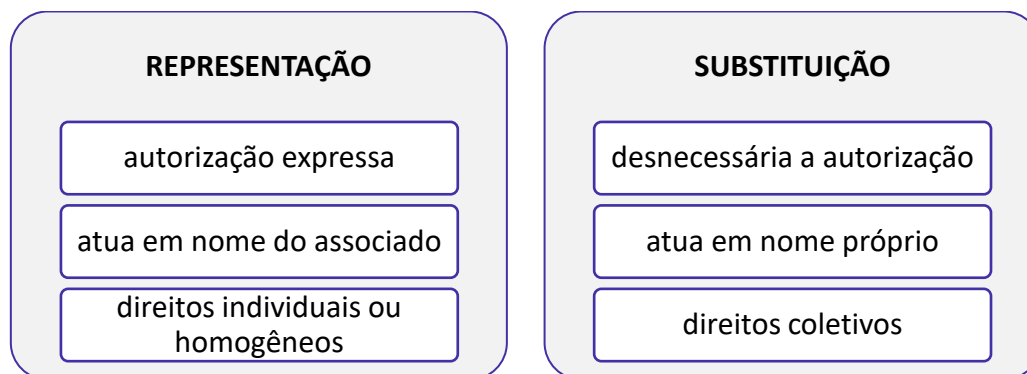 REPRESENTAÇÃO
autorização expressa
atua em nome do associado
direitos individuais ou
homogêneos
SUBSTITUIÇÃO
desnecessária a autorização
atua em nome próprio
direitos coletivos